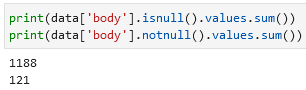 print(data['body'].isnull().values.sum())
print(data['body'].notnull().values.sum())
1188
121